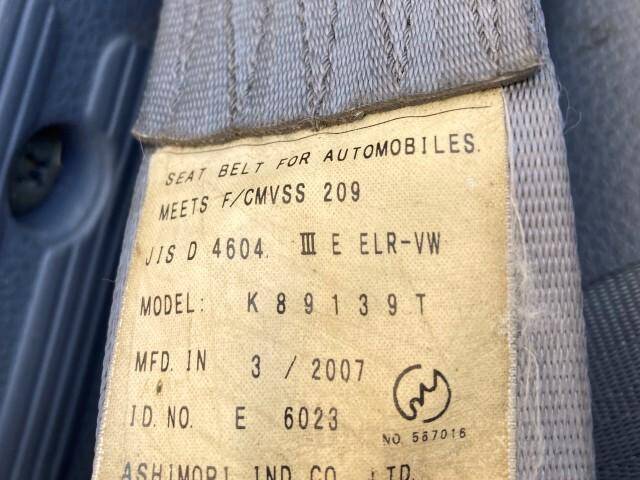 SEAT BELT FOR AUTOMOBILES.
MEETS F/CMVSS 209
JIS D 4604. III E ELR-VW
MODEL: K89139T
MFD. IN 3 / 2007
I.D. NO. E 6023
NO. 567016
ASHIMORI IND CO., LTD.